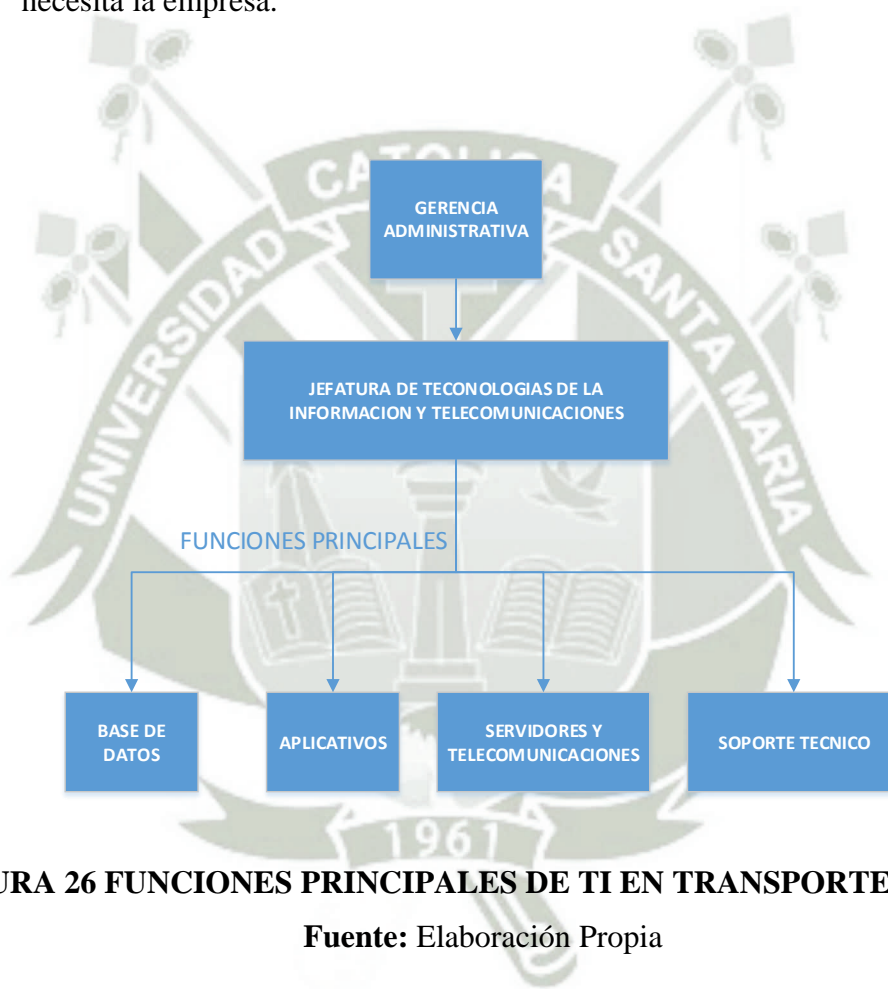 necesita la empresa.
UNIVERSIDAD CATOLICA SANTA MARIA
GERENCIA
ADMINISTRATIVA
JEFATURA DE TECONOLOGIAS DE LA
INFORMACION Y TELECOMUNICACIONES
FUNCIONES PRINCIPALES
BASE DE
DATOS
APLICATIVOS
SERVIDORES Y
TELECOMUNICACIONES
SOPORTE TECNICO
1961
URA 26 FUNCIONES PRINCIPALES DE TI EN TRANSPORTE
Fuente: Elaboración Propia